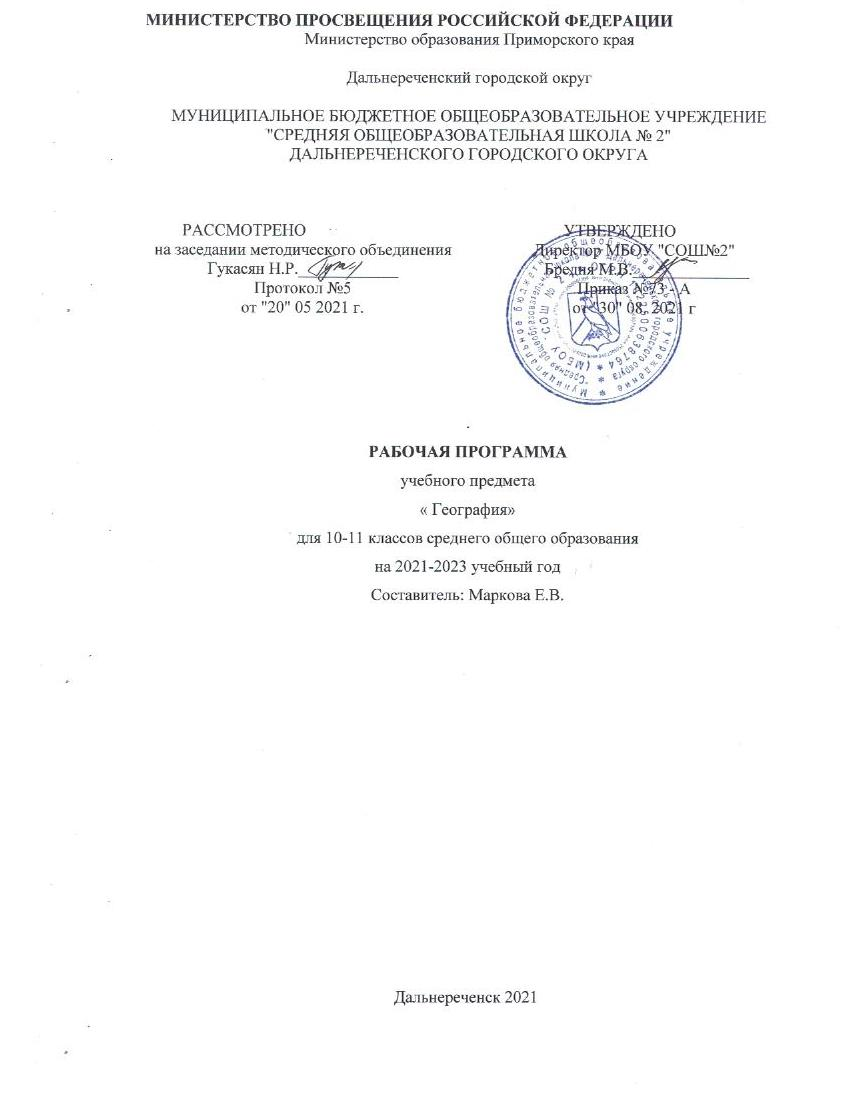 МИНИСТЕРСТВО ПРОСВЕЩЕНИЯ РОССИЙСКОЙ ФЕДЕРАЦИИ
Министерство образования Приморского края
Дальнереченский городской округ
МУНИЦИПАЛЬНОЕ БЮДЖЕТНОЕ ОБЩЕОБРАЗОВАТЕЛЬНОЕ УЧРЕЖДЕНИЕ
"СРЕДНЯЯ ОБЩЕОБРАЗОВАТЕЛЬНАЯ ШКОЛА № 2"
ДАЛЬНЕРЕЧЕНСКОГО ГОРОДСКОГО ОКРУГА
РАССМОТРЕНО
на заседании методического объединения
Гукасян Н.Р.
Протокол №5
от "20" 05 2021 г.
УТВЕРЖДЕНО
Директор МБОУ "СОШ№2"
Бредня М.В.
Приказ №73 - А
от "30" 08. 2021 г
РАБОЧАЯ ПРОГРАММА
учебного предмета
« География»
для 10-11 классов среднего общего образования
на 2021-2023 учебный год
Составитель: Маркова Е.В.
Дальнереченск 2021